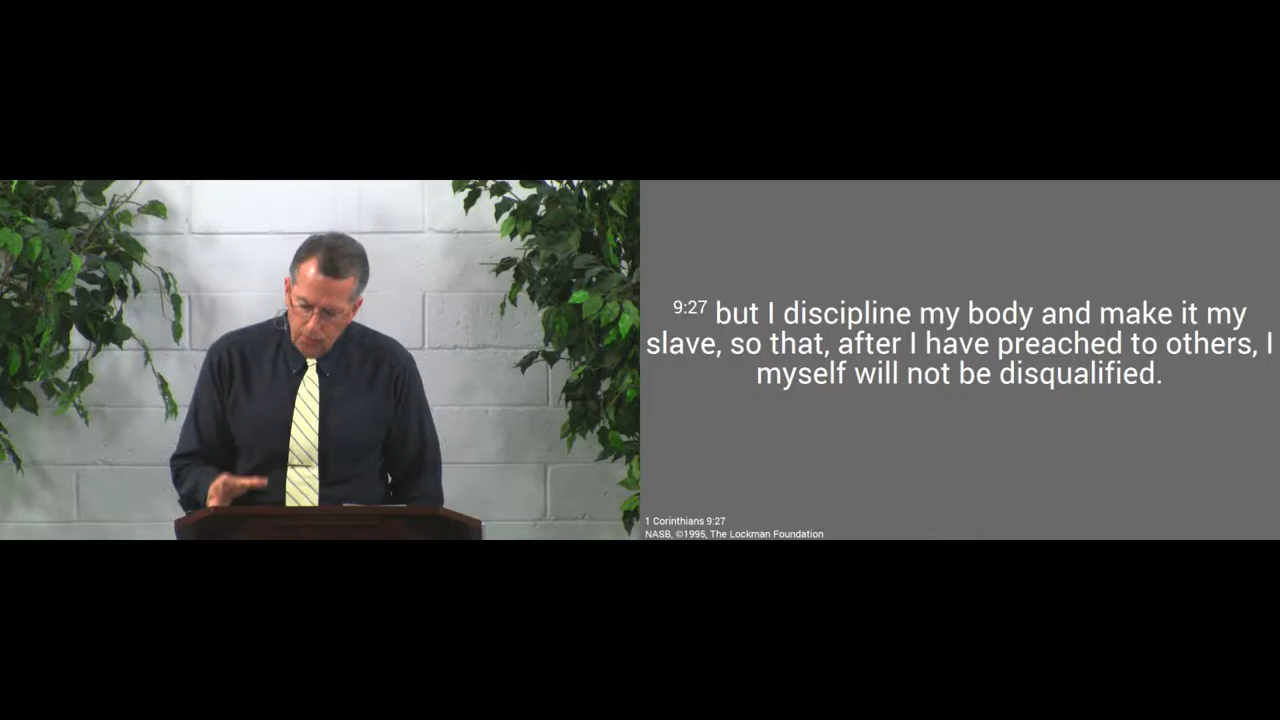 9:27 but I discipline my body and make it my
slave, so that, after I have preached to others, I
myself will not be disqualified.
1 Corinthians 9:27
NASB, ©1995, The Lockman Foundation